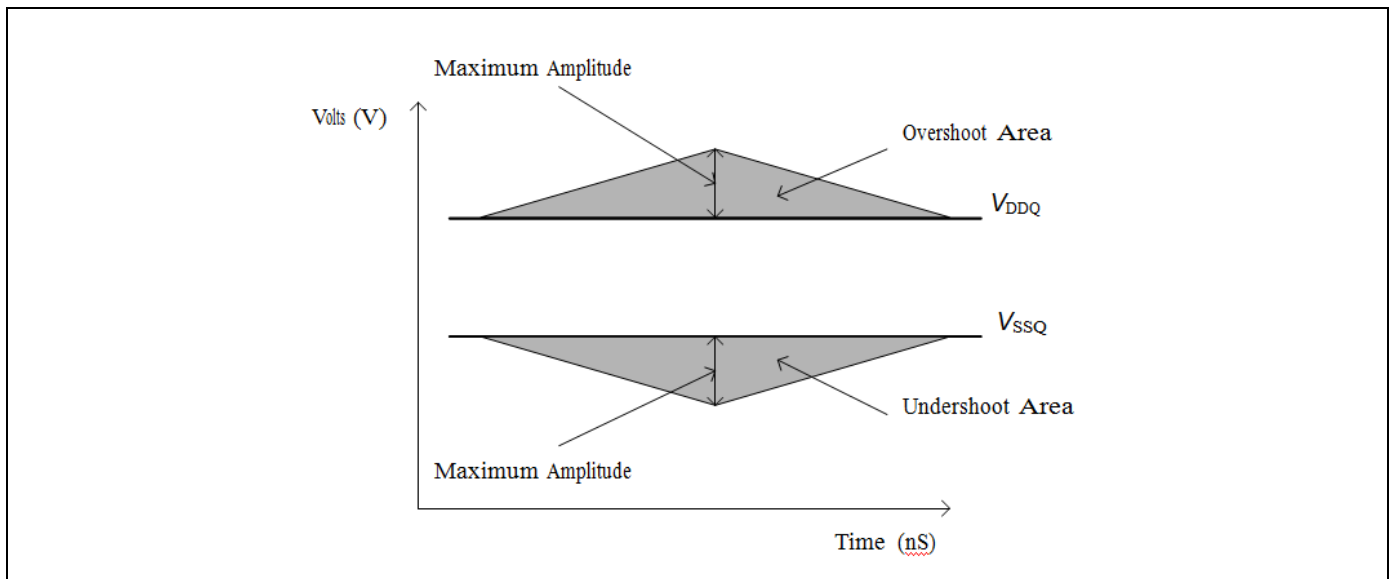 Maximum Amplitude
Volts (V)
Overshoot Area
VDDQ
VSSQ
Undershoot Area
Maximum Amplitude
Time (nS)